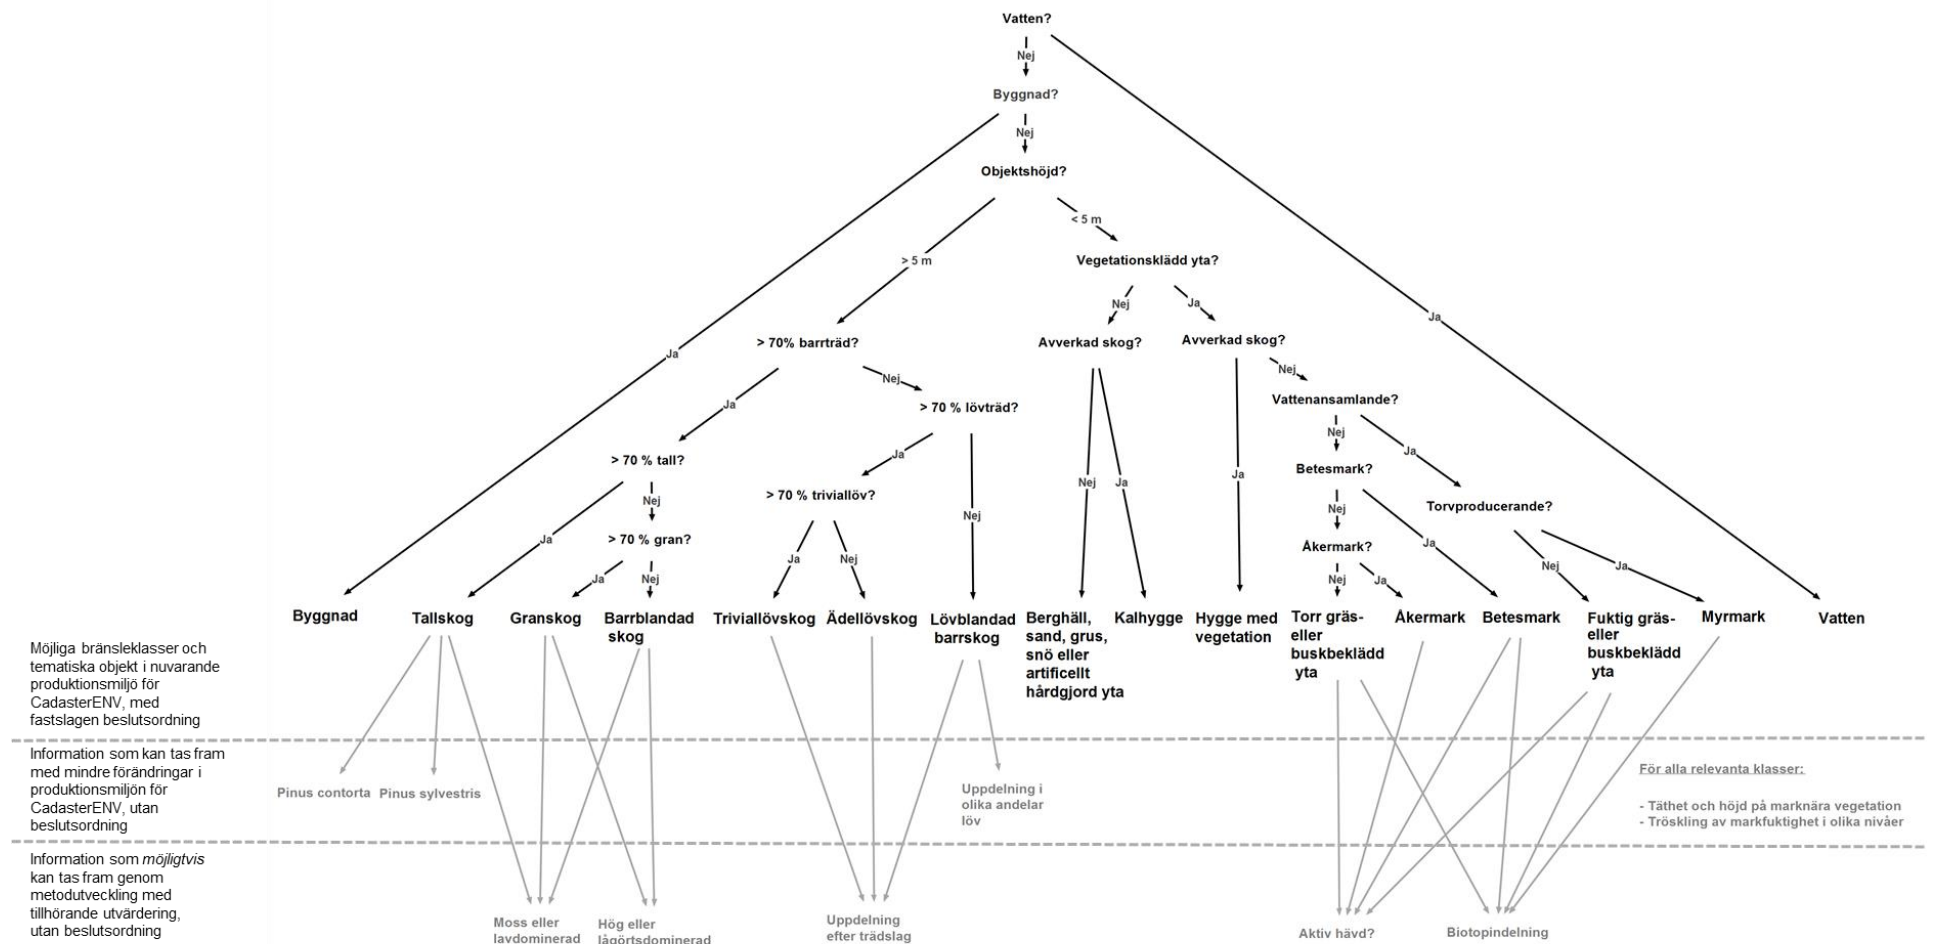 Vatten?
Nej
Byggnad?
Nej
Objektshöjd?
< 5 m
> 5 m
Vegetationsklädd yta?
Nej
Ja
Ja
> 70% barrträd?
Avverkad skog?
Avverkad skog?
Ja
Nej
Nej
Vattenansamlande?
Ja
> 70 % lövträd?
Nej
Ja
Ja
> 70 % tall?
Betesmark?
Nej
Ja
Ja
> 70 % triviallöv?
Nej
Torvproducerande?
Nej
Nej
Ja
> 70 % gran?
Åkermark?
Ja
Ja
Nej
Nej
Ja
Ja
Nej
Nej
Ja
Byggnad
Tallskog
Granskog
Barrblandad
skog
Triviallövskog
Ädellövskog
Lövblandad
barrskog
Berghäll,
sand, grus,
snö eller
artificellt
hårdgjord yta
Kalhygge
Hygge med
vegetation
Torr gräs-
eller
buskbeklädd
yta
Åkermark
Betesmark
Fuktig gräs-
eller
buskbeklädd
yta
Myrmark
Vatten
Möjliga bränsleklasser och
tematiska objekt i nuvarande
produktionsmiljö för
CadasterENV, med
fastslagen beslutsordning
Information som kan tas fram
med mindre förändringar i
produktionsmiljön för
CadasterENV, utan
beslutsordning
Pinus contorta
Pinus sylvestris
Uppdelning i
olika andelar
löv
För alla relevanta klasser:
- Täthet och höjd på marknära vegetation
- Tröskling av markfuktighet i olika nivåer
Information som möjligtvis
kan tas fram genom
metodutveckling med
tillhörande utvärdering,
utan beslutsordning
Moss eller
lavdominerad
Hög eller
lågörtsdominerad
Uppdelning
efter trädslag
Aktiv hävd?
Biotopindelning